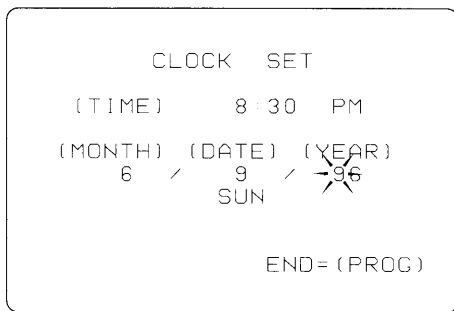 CLOCK SET
(TIME) 8:30 PM
(MONTH) (DATE) (YEAR)
6 / 9 / 96
SUN
END=(PROG)